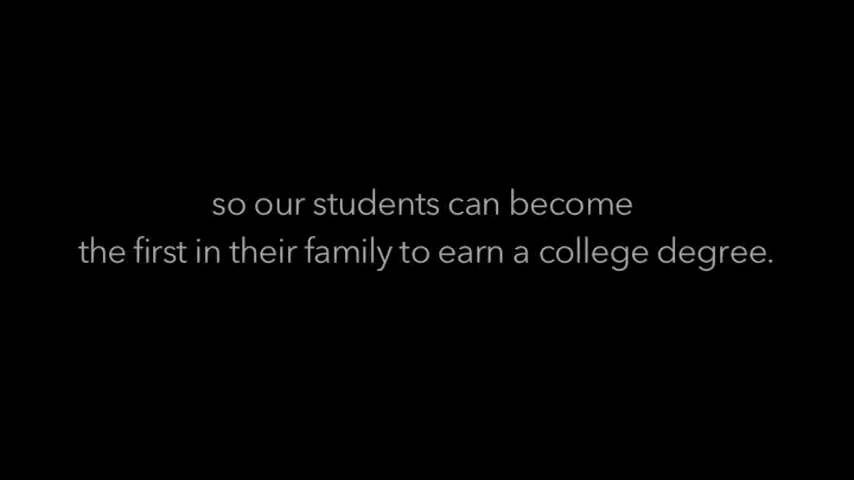 so our students can become
the first in their family to earn a college degree.